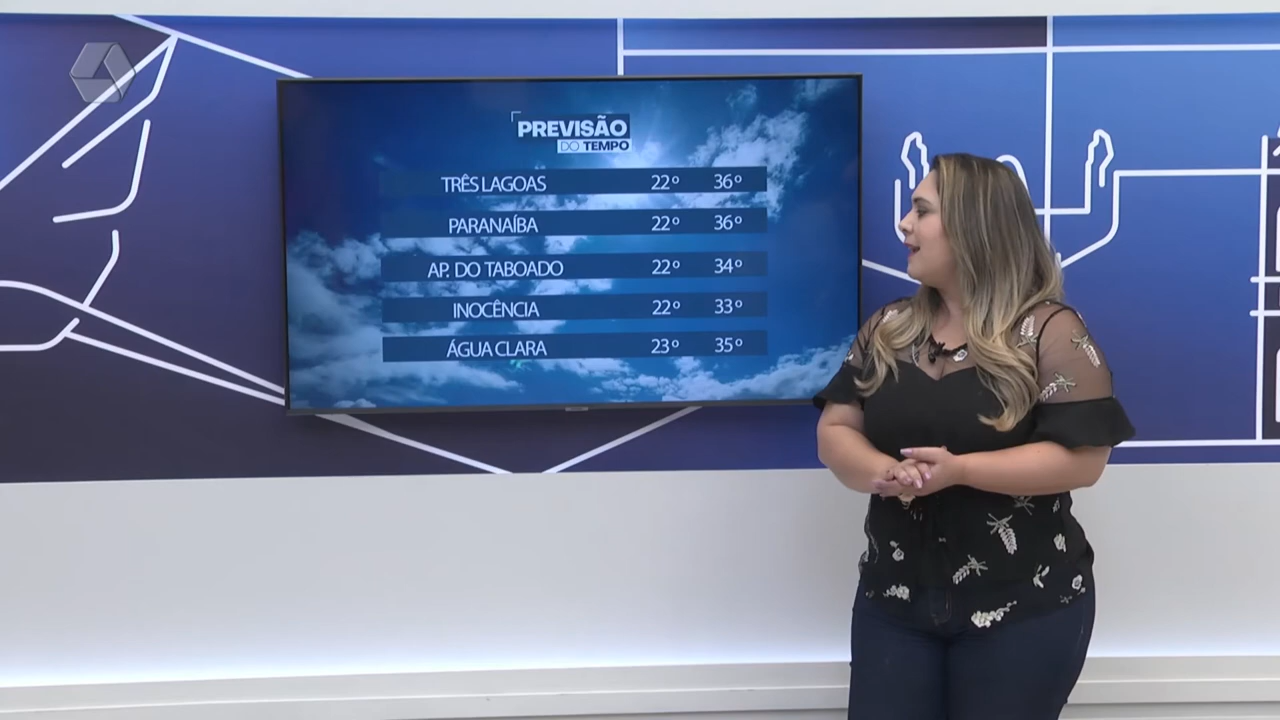 PREVISÃO
DO TEMPO
TRÊS LAGOAS 22º 36º
PARANAÍBA 22º 36º
AP. DO TABOADO 22º 34º
INOCÊNCIA 22º 33º
ÁGUA CLARA 23º 35º